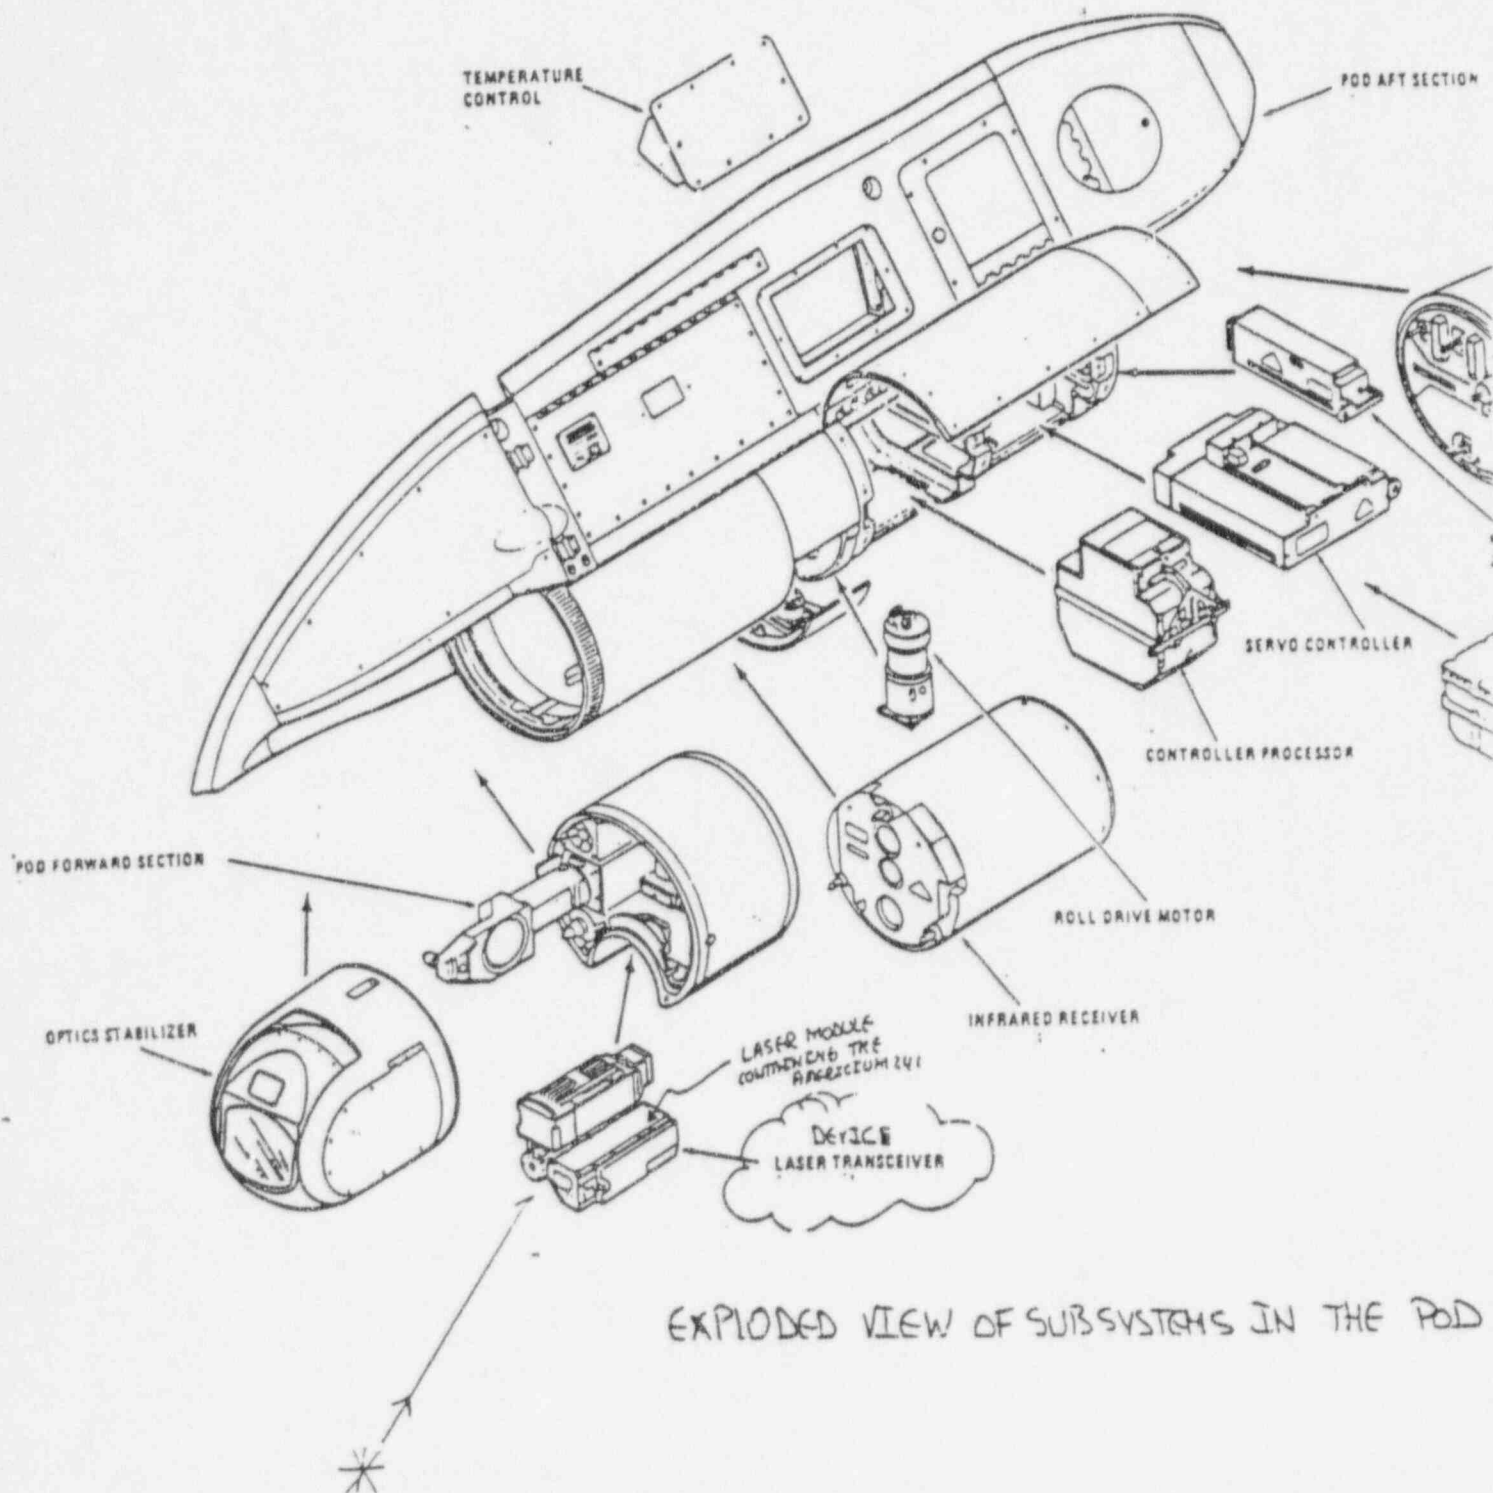 TEMPERATURE
CONTROL
POD AFT SECTION
SERVO CONTROLLER
CONTROLLER PROCESSOR
POD FORWARD SECTION
ROLL DRIVE MOTOR
INFRARED RECEIVER
OPTICS STABILIZER
LASER MODULE
CONTAINING THE
AMERICIUM 241
DEVICE
LASER TRANSCEIVER
EXPLODED VIEW OF SUBSYSTEMS IN THE POD